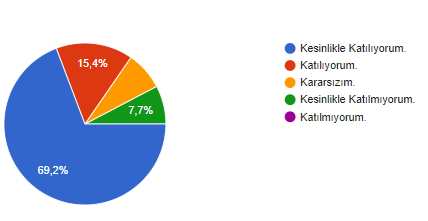 15,4%
7,7%
69,2%
Kesinlikle Katılıyorum.
Katılıyorum.
Kararsızım.
Kesinlikle Katılmıyorum.
Katılmıyorum.